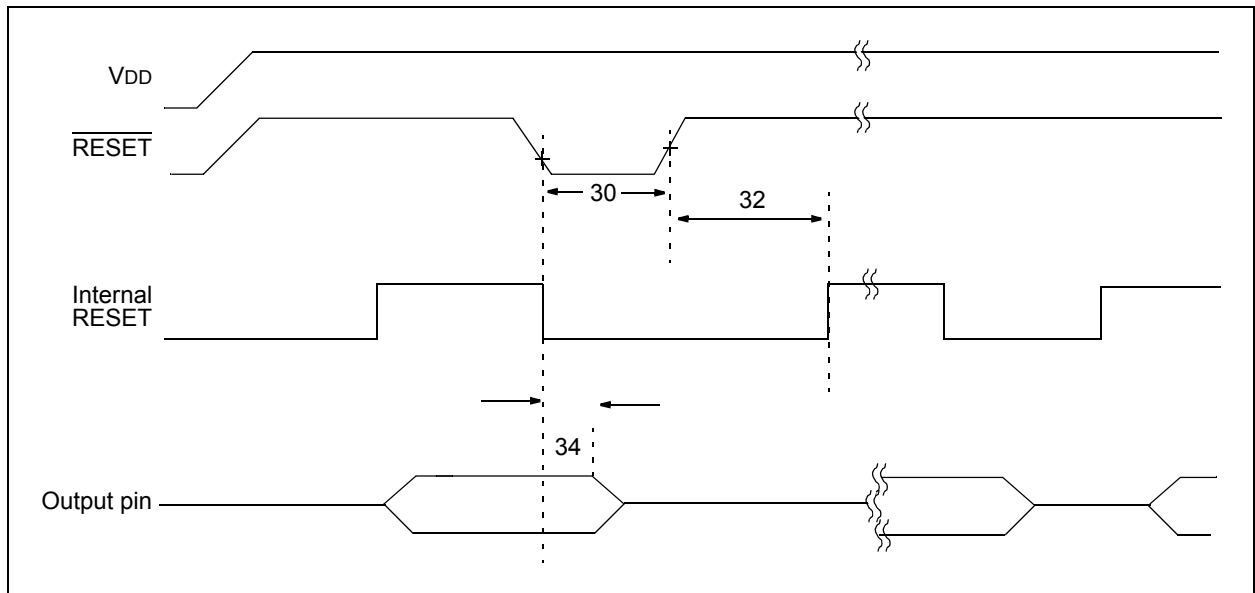 VDD
RESET
30
32
Internal
RESET
34
Output pin